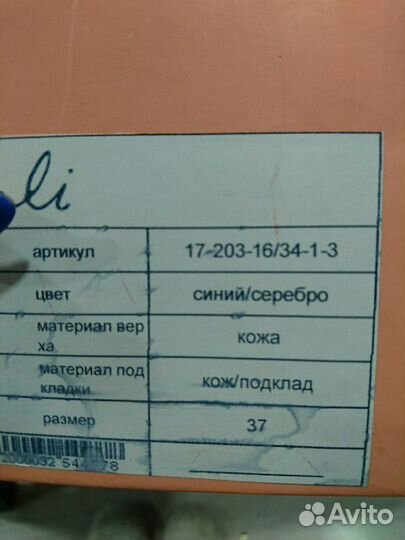 li
артикул 17-203-16/34-1-3
цвет синий/серебро
материал вер
ха
кожа
материал под
кладки
кож/подклад
размер 37
2000032
Avito